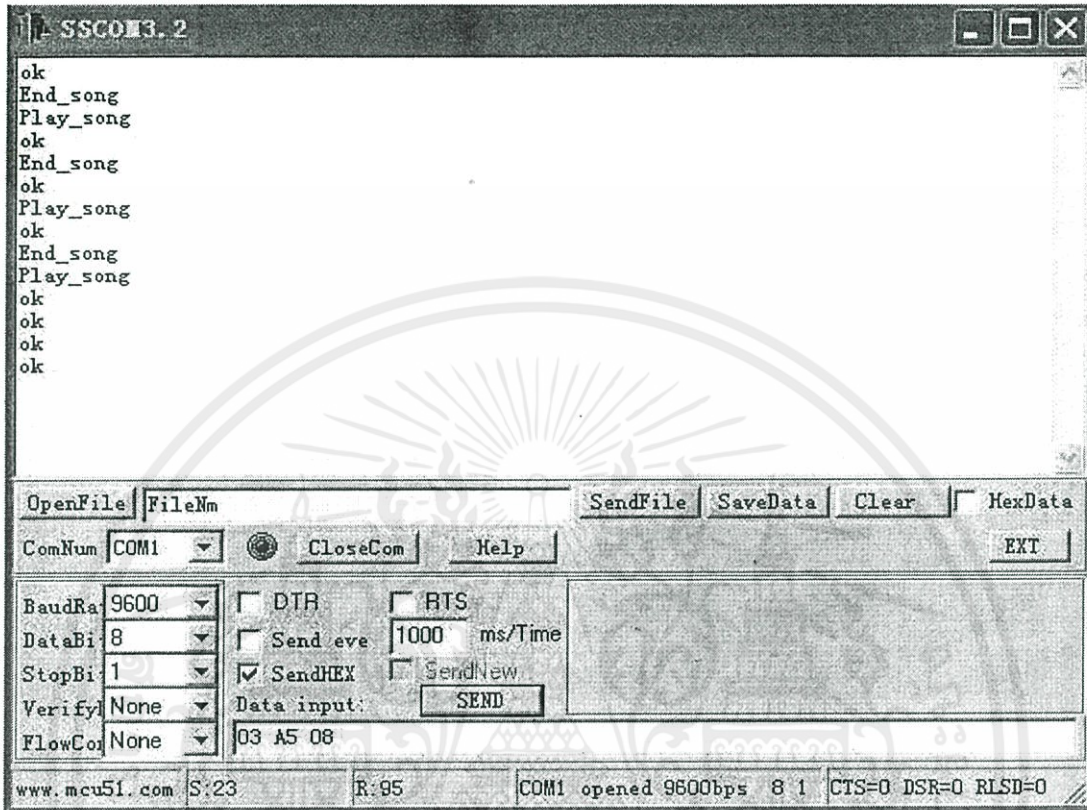 SSCOM3.2
ok
End_song
Play_song
ok
End_song
ok
Play_song
ok
End_song
Play_song
ok
ok
ok
ok
OpenFile FileNm SendFile SaveData Clear HexData
ComNum COM1 CloseCom Help EXT
BaudRa 9600 DTR RTS
DataBi 8 Send eve 1000 ms/Time
StopBi 1 SendHEX SendNew
Verify None Data input: SEND
FlowCo None 03 A5 08
www.mcu51.com S:23 R:95 COM1 opened 9600bps 8 1 CTS=0 DSR=0 RLSD=0